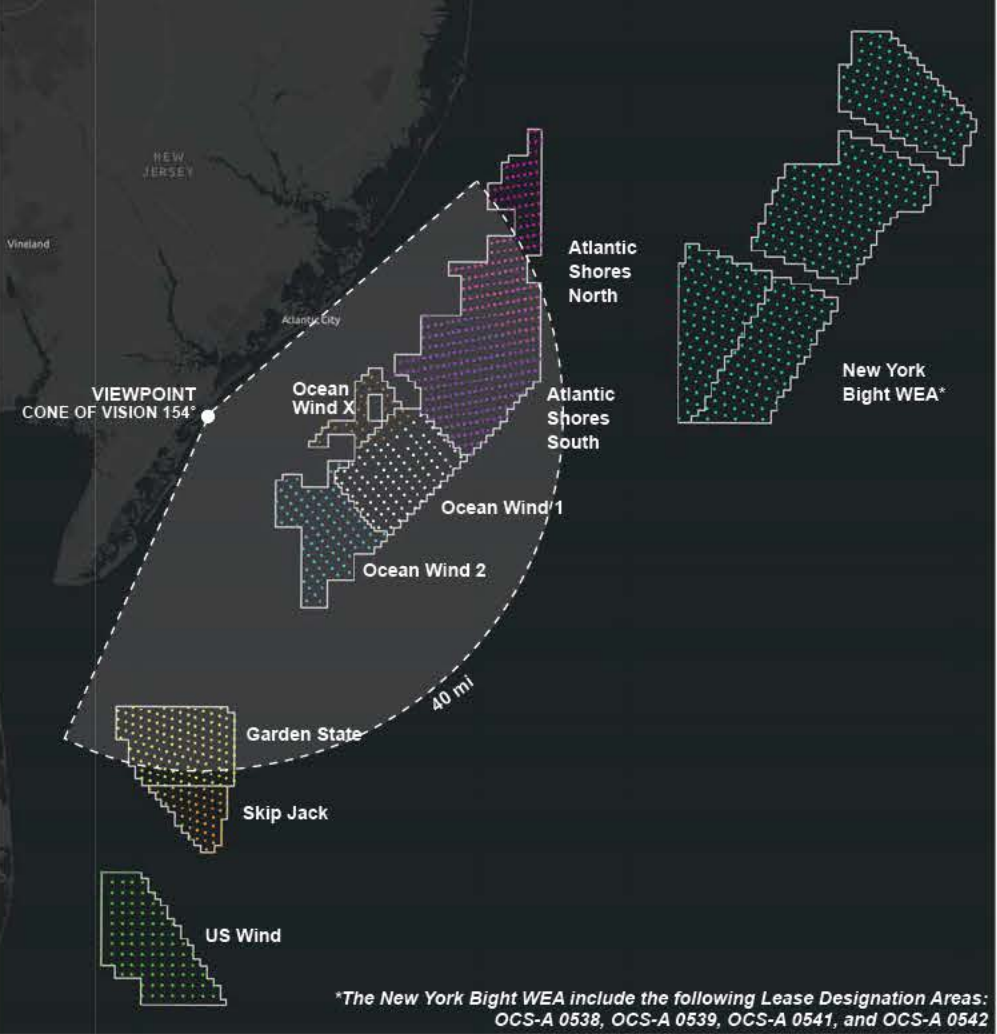 NEW
JERSEY
Vineland
Atlantic City
Atlantic
Shores
North
New York
Bight WEA*
VIEWPOINT
CONE OF VISION 154°
Ocean
Wind X
Atlantic
Shores
South
Ocean Wind 1
Ocean Wind 2
40 mi
Garden State
Skip Jack
US Wind
*The New York Bight WEA include the following Lease Designation Areas:
OCS-A 0538, OCS-A 0539, OCS-A 0541, and OCS-A 0542